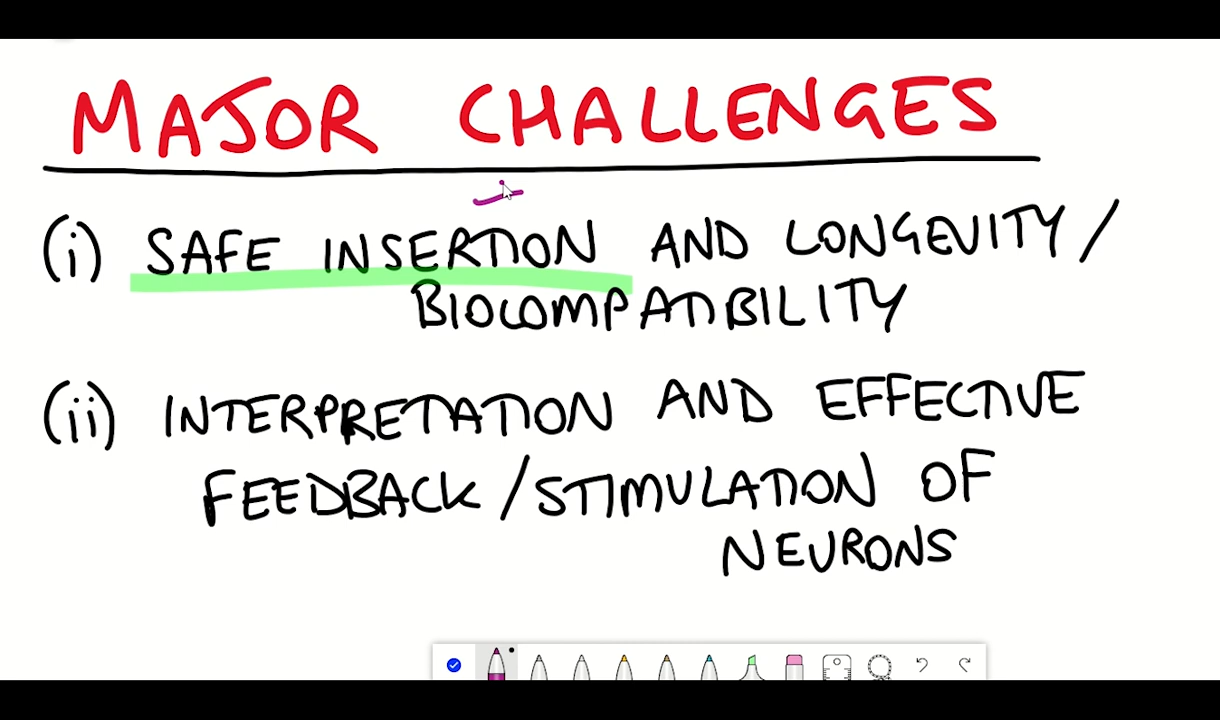 MAJOR CHALLENGES
(i) SAFE INSERTION AND LONGEVITY/
BIOCOMPATIBILITY
(ii) INTERPRETATION AND EFFECTIVE
FEEDBACK/STIMULATION OF
NEURONS